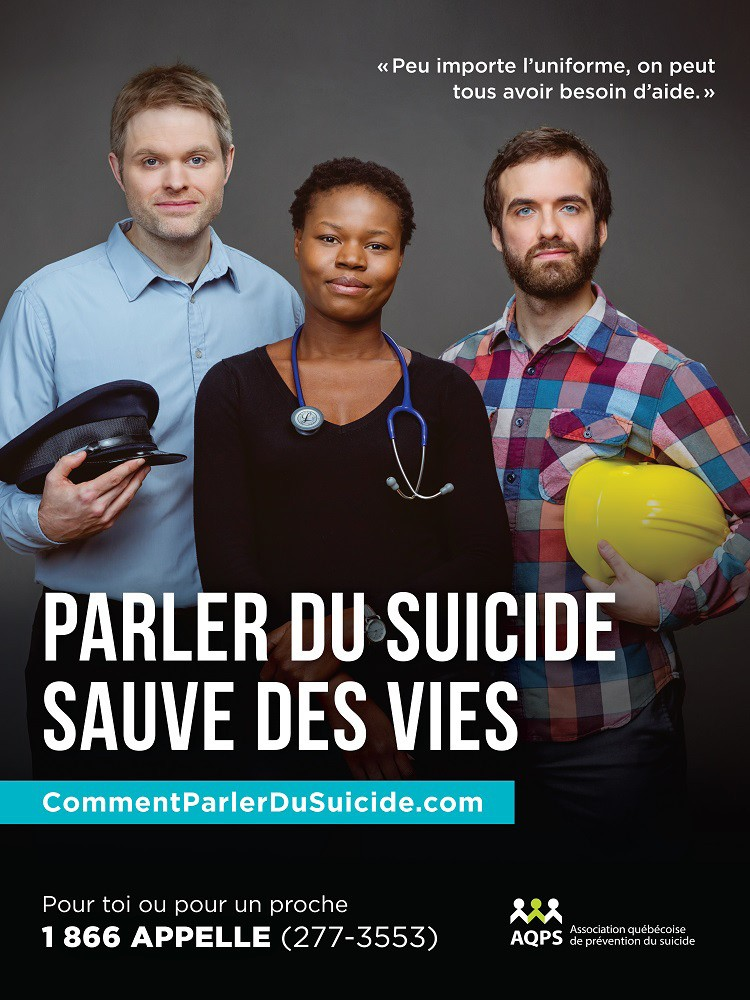 « Peu importe l'uniforme, on peut
tous avoir besoin d'aide. »
PARLER DU SUICIDE
SAUVE DES VIES
CommentParlerDuSuicide.com
Pour toi ou pour un proche
1 866 APPELLE (277-3553)
AQPS
Association québécoise
de prévention du suicide